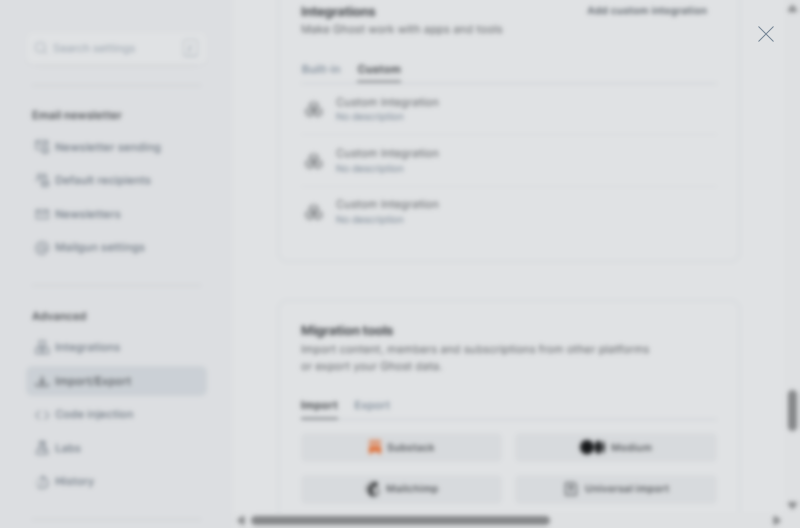 Integrations
Add custom integration
Make Ghost work with apps and tools
Search settings
/
Built-in
Custom
Custom Integration
No description
Custom Integration
No description
Custom Integration
No description
Email newsletter
Newsletter sending
Default recipients
Newsletters
Mailgun settings
Advanced
Integrations
Import/Export
Code injection
Labs
History
Migration tools
Import content, members and subscriptions from other platforms
or export your Ghost data.
Import
Export
Substack
Medium
Mailchimp
Universal import